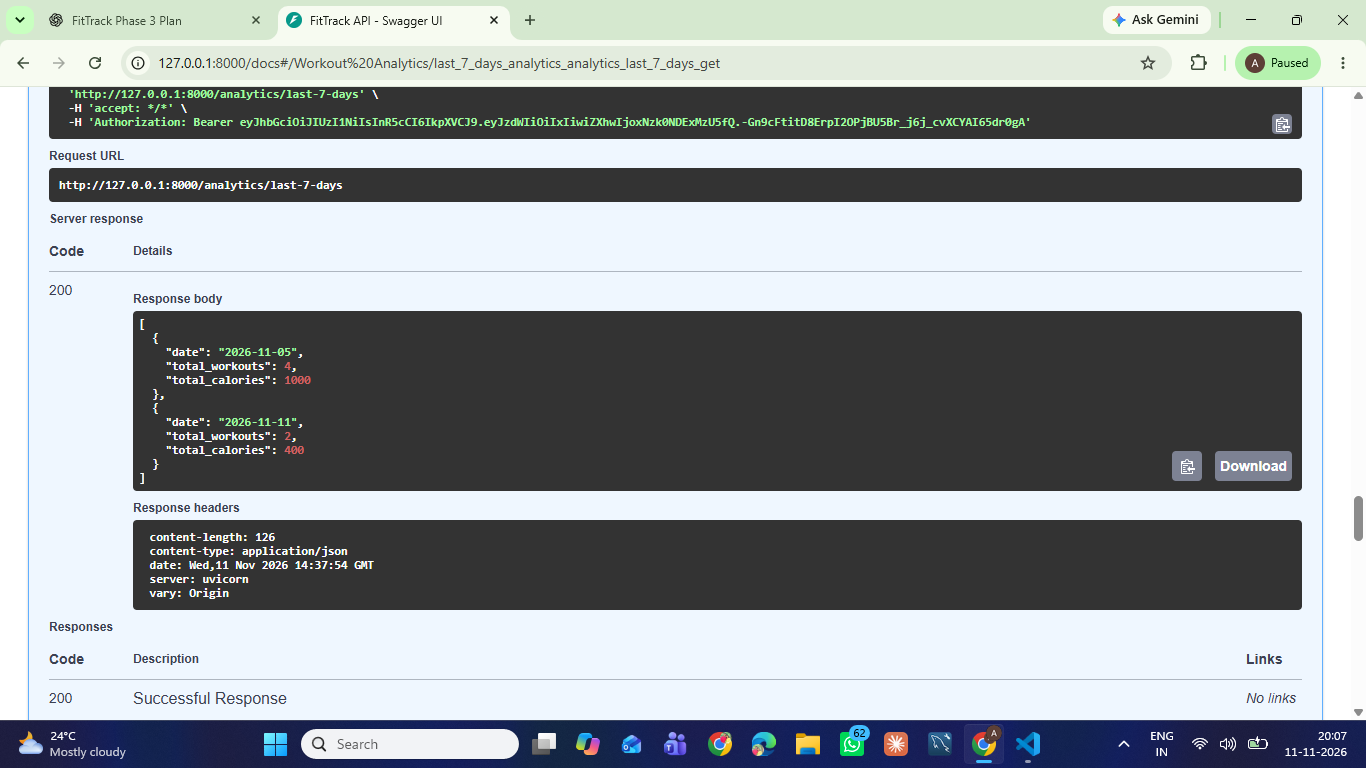 FitTrack Phase 3 Plan
FitTrack API - Swagger UI
Ask Gemini
127.0.0.1:8000/docs#/Workout%20Analytics/last_7_days_analytics_analytics_last_7_days_get
A Paused
'http://127.0.0.1:8000/analytics/last-7-days' \
-H 'accept: */*' \
-H 'Authorization: Bearer eyJhbGciOiJIUzI1NiIsInR5cCI6IkpXVCJ9.eyJzdWIiOiIxIiwiZXhwIjoxNzk0NDExMzU5fQ.-Gn9cFtitD8ErpI2OPjBU5Br_j6j_cvXCYAI65dr0gA'
Request URL
http://127.0.0.1:8000/analytics/last-7-days
Server response
Code Details
200
Response body
[
{
"date": "2026-11-05",
"total_workouts": 4,
"total_calories": 1000
},
{
"date": "2026-11-11",
"total_workouts": 2,
"total_calories": 400
}
]
Download
Response headers
content-length: 126
content-type: application/json
date: Wed,11 Nov 2026 14:37:54 GMT
server: uvicorn
vary: Origin
Responses
Code Description Links
200 Successful Response No links
24°C
Mostly cloudy
Search
62
A
ENG
IN
20:07
11-11-2026